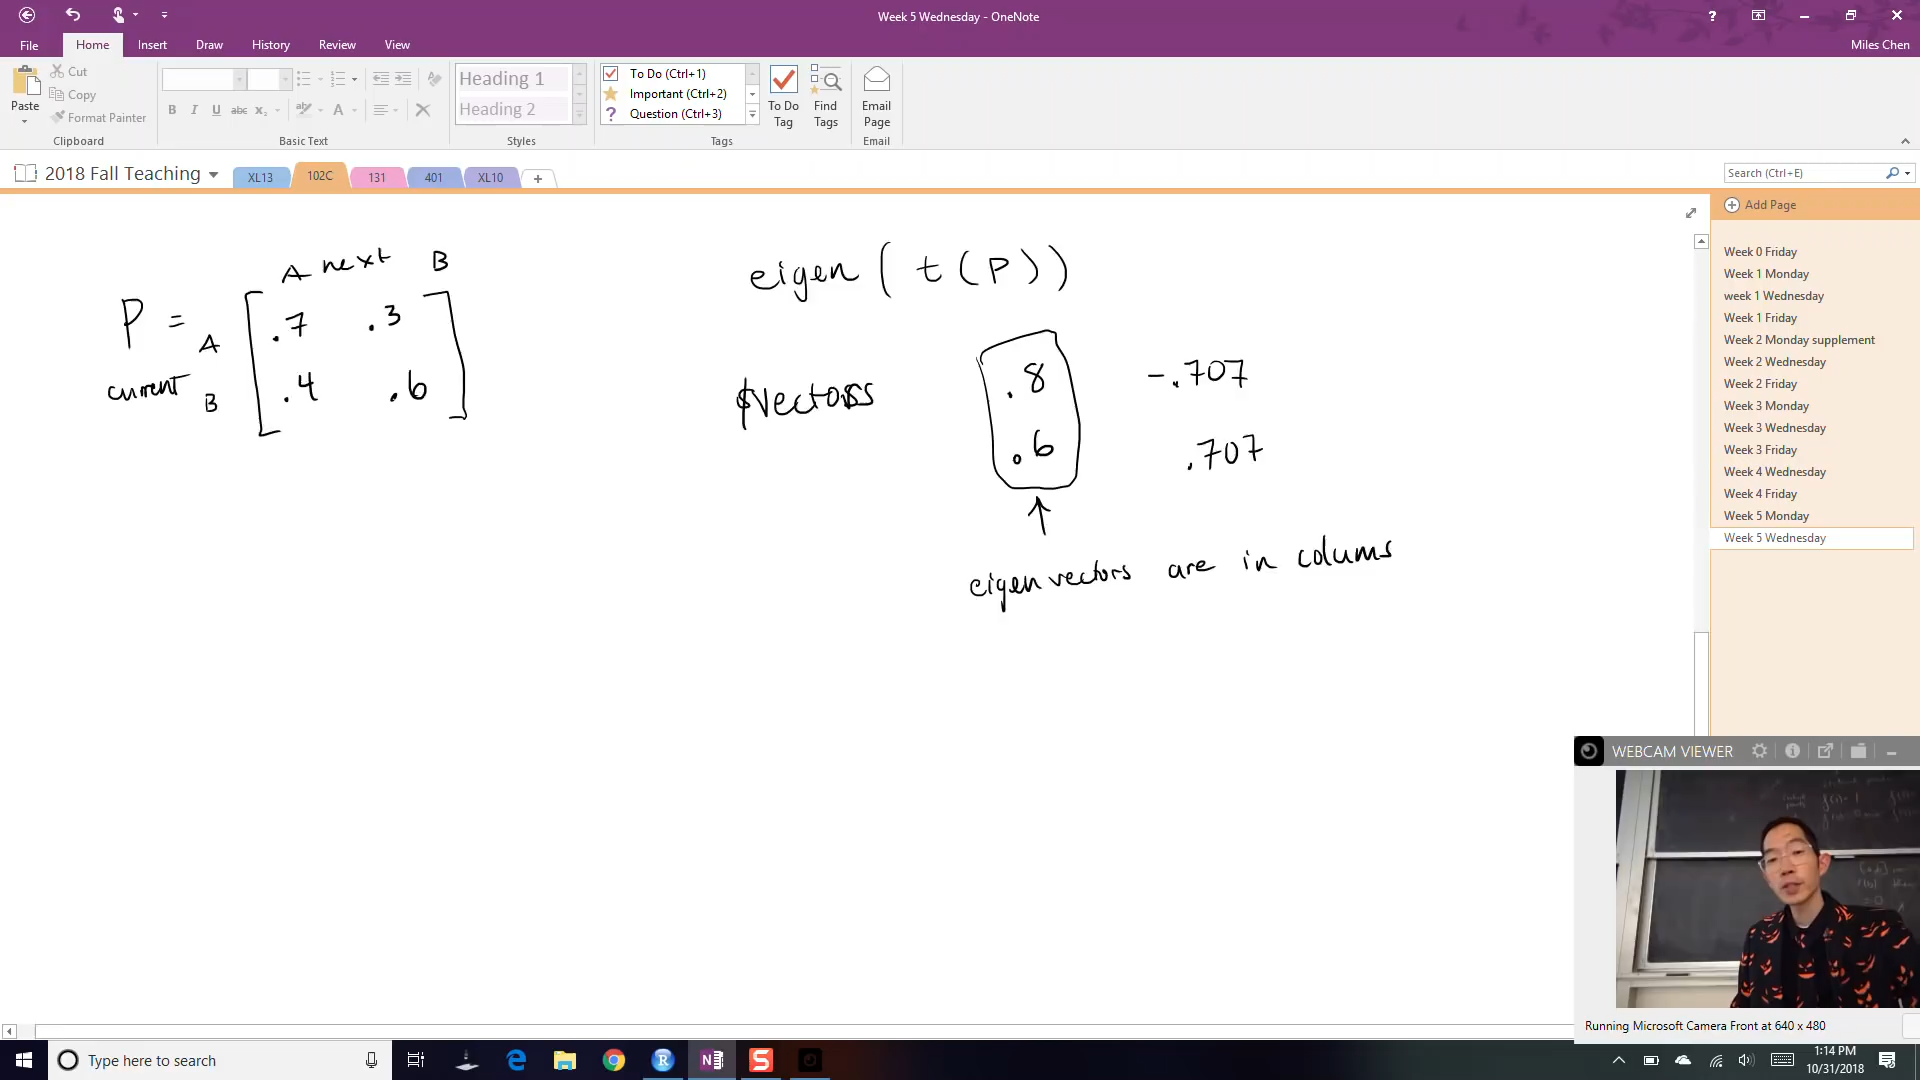 Week 5 Wednesday - OneNote
?
File Home Insert Draw History Review View
Miles Chen
Paste
Cut
Copy
Format Painter
Clipboard
B I U abc x₂ A
Basic Text
Heading 1
Heading 2
Styles
To Do (Ctrl+1)
Important (Ctrl+2)
? Question (Ctrl+3)
Tags
To Do
Tag
Find
Tags
Email
Page
Email
2018 Fall Teaching
XL13 102C 131 401 XL10 +
Search (Ctrl+E)
Add Page
Week 0 Friday
Week 1 Monday
week 1 Wednesday
Week 1 Friday
Week 2 Monday supplement
Week 2 Wednesday
Week 2 Friday
Week 3 Monday
Week 3 Wednesday
Week 3 Friday
Week 4 Wednesday
Week 4 Friday
Week 5 Monday
Week 5 Wednesday
A next B
P =
A .7 .3
current B .4 .6
eigen ( t (P))
$vectors
.8 -.707
.6 .707
↑
eigenvectors are in colums
WEBCAM VIEWER
Running Microsoft Camera Front at 640 x 480
Type here to search
1:14 PM
10/31/2018